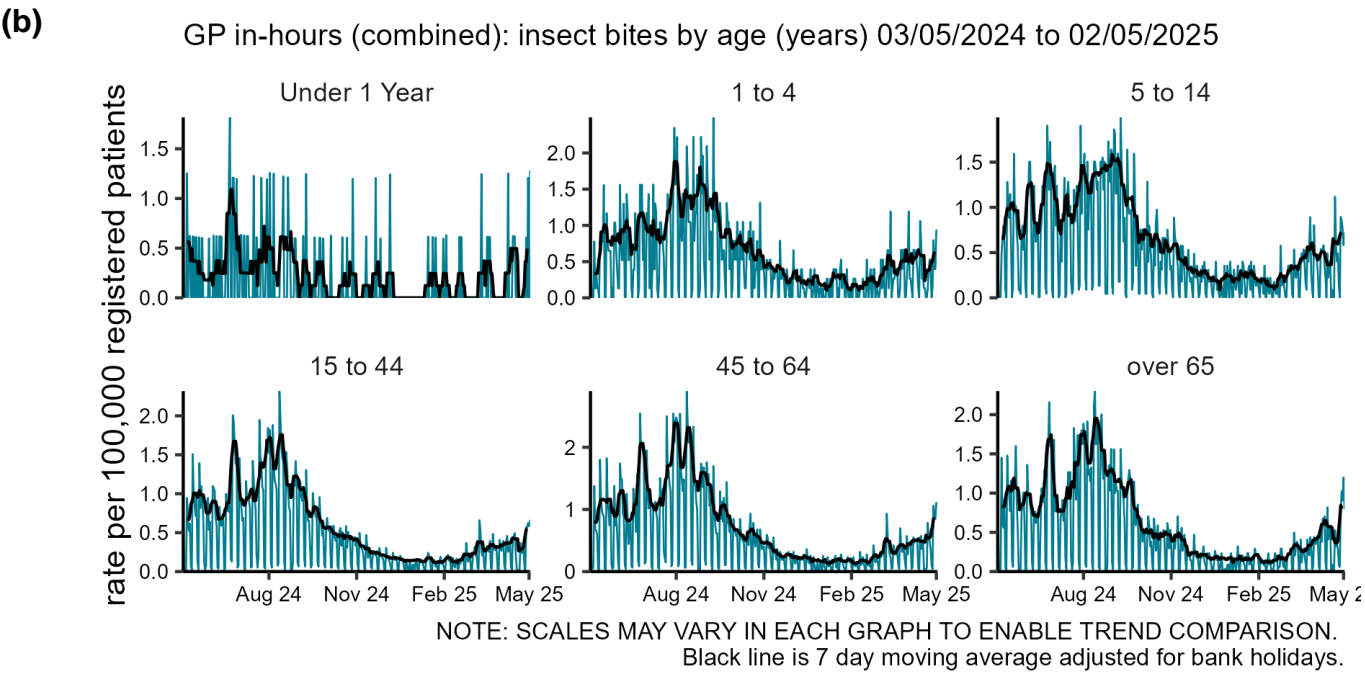 (b)
GP in-hours (combined): insect bites by age (years) 03/05/2024 to 02/05/2025
rate per 100,000 registered patients
Under 1 Year
1.5
1.0
0.5
0.0
1 to 4
2.0
1.5
1.0
0.5
0.0
5 to 14
1.5
1.0
0.5
0.0
15 to 44
2.0
1.5
1.0
0.5
0.0
Aug 24 Nov 24 Feb 25 May 25
45 to 64
2
1
0
Aug 24 Nov 24 Feb 25 May 25
over 65
2.0
1.5
1.0
0.5
0.0
Aug 24 Nov 24 Feb 25 May 2
NOTE: SCALES MAY VARY IN EACH GRAPH TO ENABLE TREND COMPARISON.
Black line is 7 day moving average adjusted for bank holidays.